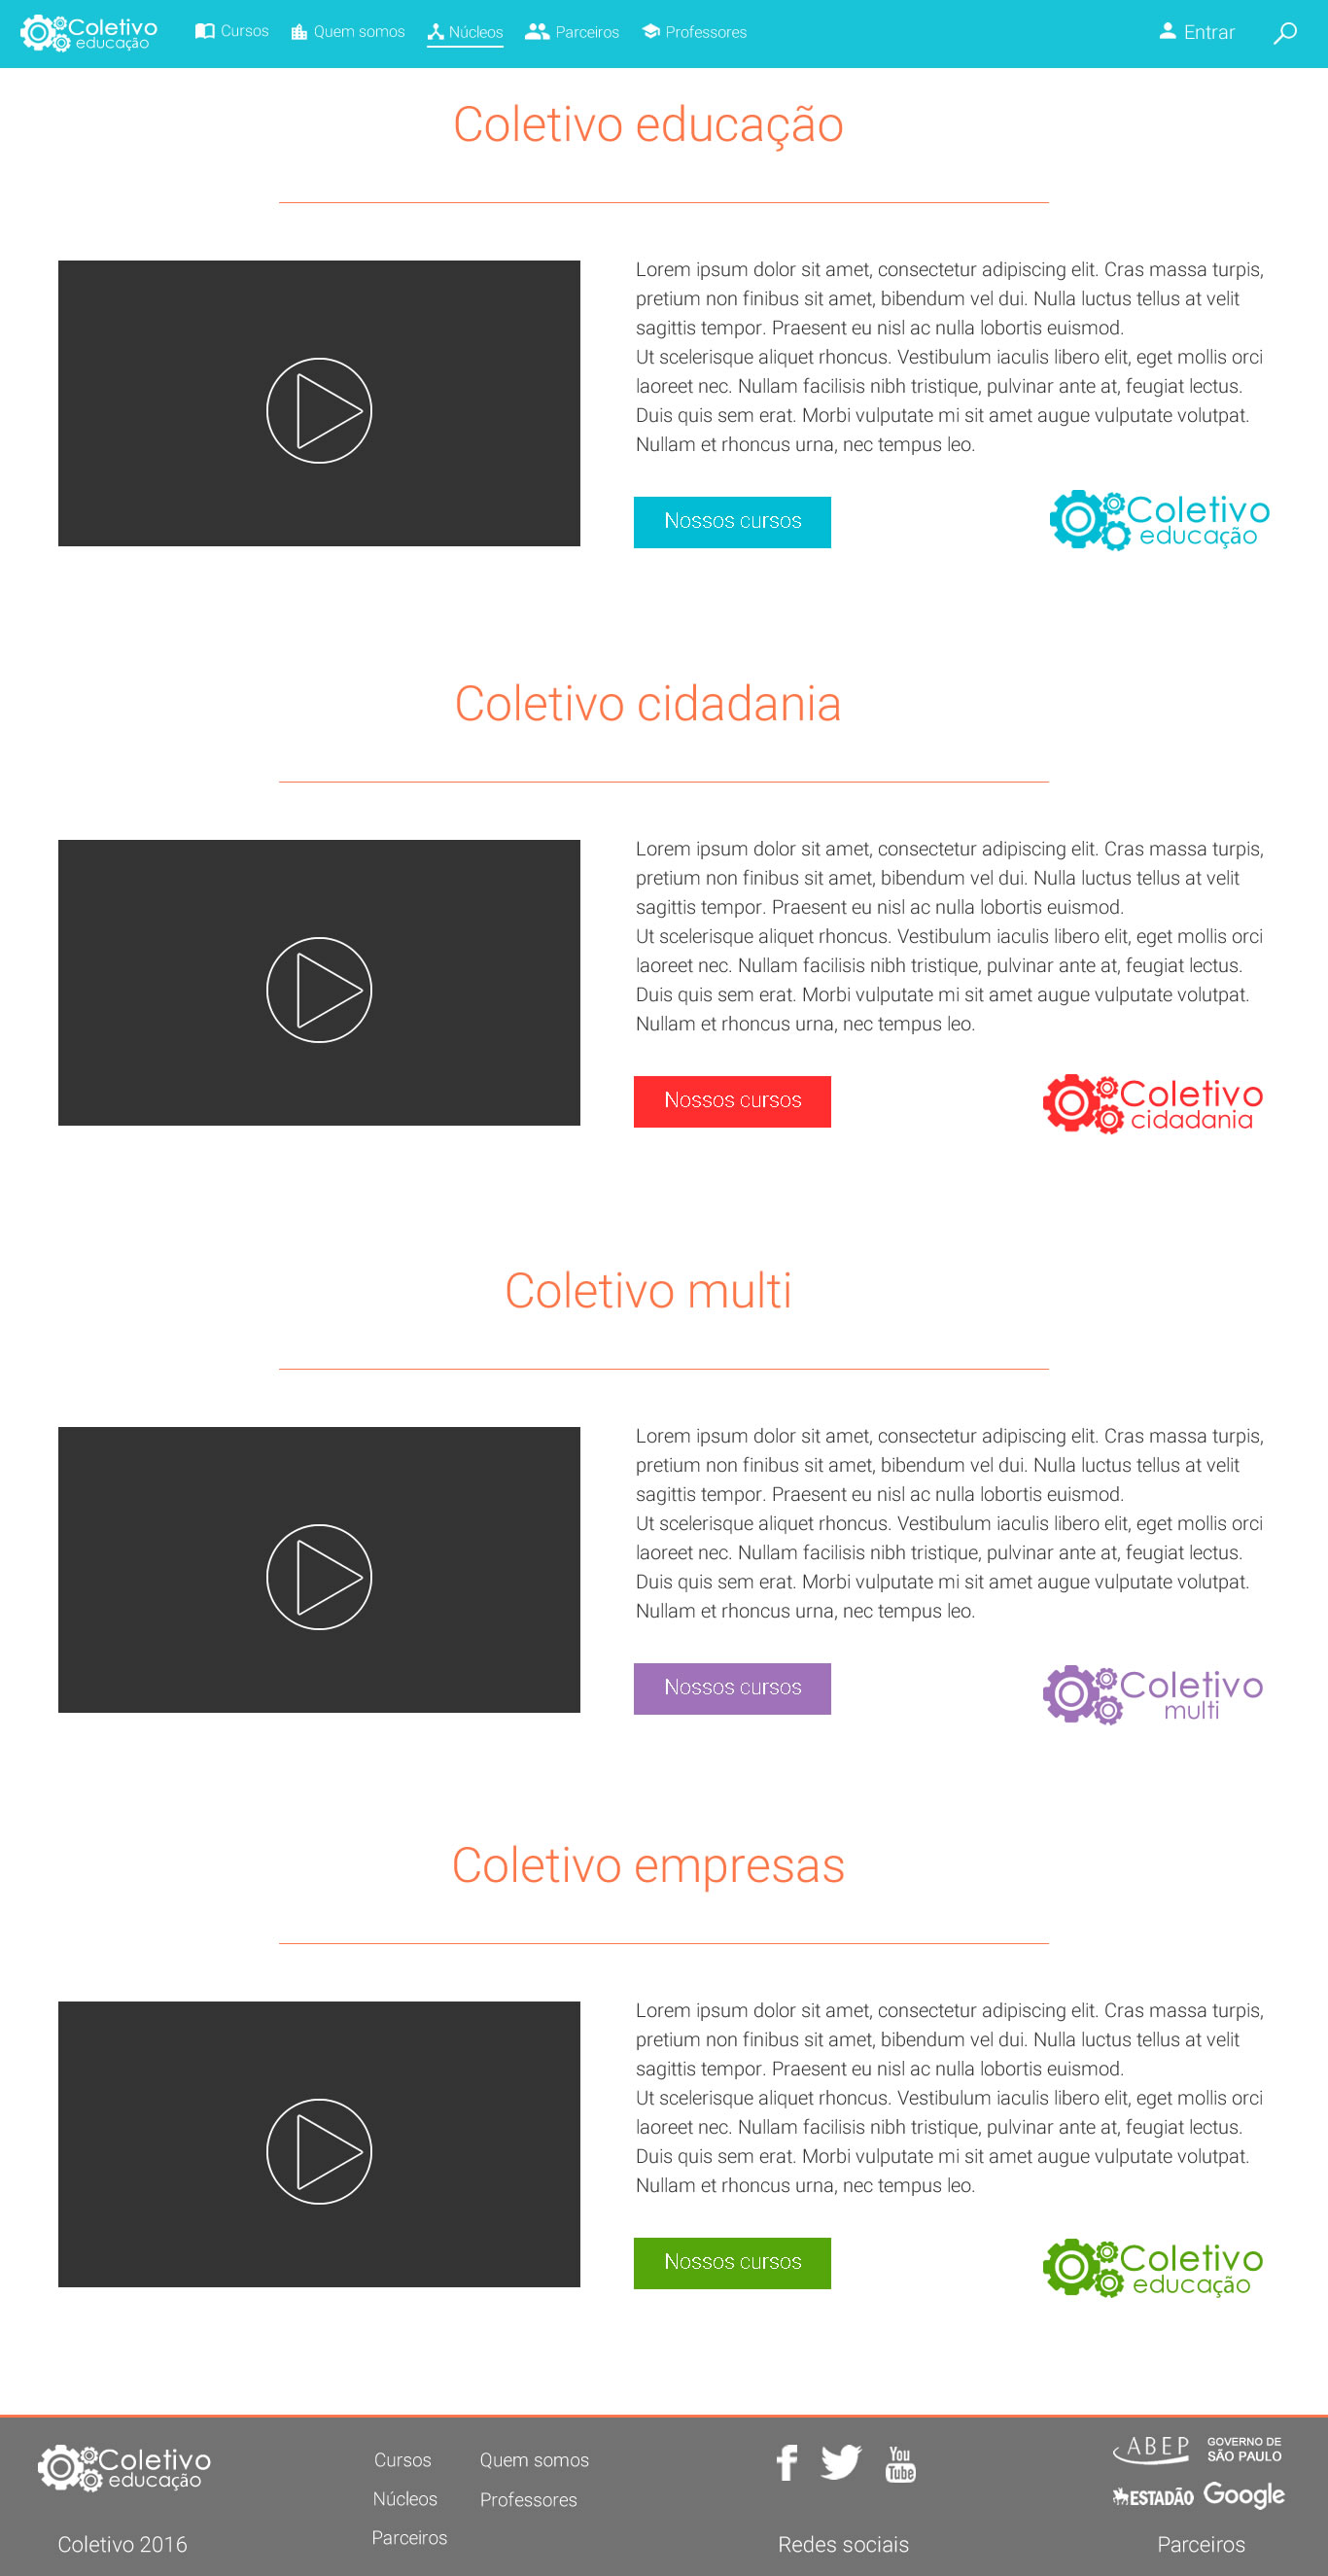 Coletivo
educação
Cursos
Quem somos
Núcleos
Parceiros
Professores
Entrar
Coletivo educação
Lorem ipsum dolor sit amet, consectetur adipiscing elit. Cras massa turpis,
pretium non finibus sit amet, bibendum vel dui. Nulla luctus tellus at velit
sagittis tempor. Praesent eu nisl ac nulla lobortis euismod.
Ut scelerisque aliquet rhoncus. Vestibulum iaculis libero elit, eget mollis orci
laoreet nec. Nullam facilisis nibh tristique, pulvinar ante at, feugiat lectus.
Duis quis sem erat. Morbi vulputate mi sit amet augue vulputate volutpat.
Nullam et rhoncus urna, nec tempus leo.
Nossos cursos
Coletivo
educação
Coletivo cidadania
Lorem ipsum dolor sit amet, consectetur adipiscing elit. Cras massa turpis,
pretium non finibus sit amet, bibendum vel dui. Nulla luctus tellus at velit
sagittis tempor. Praesent eu nisl ac nulla lobortis euismod.
Ut scelerisque aliquet rhoncus. Vestibulum iaculis libero elit, eget mollis orci
laoreet nec. Nullam facilisis nibh tristique, pulvinar ante at, feugiat lectus.
Duis quis sem erat. Morbi vulputate mi sit amet augue vulputate volutpat.
Nullam et rhoncus urna, nec tempus leo.
Nossos cursos
Coletivo
cidadania
Coletivo multi
Lorem ipsum dolor sit amet, consectetur adipiscing elit. Cras massa turpis,
pretium non finibus sit amet, bibendum vel dui. Nulla luctus tellus at velit
sagittis tempor. Praesent eu nisl ac nulla lobortis euismod.
Ut scelerisque aliquet rhoncus. Vestibulum iaculis libero elit, eget mollis orci
laoreet nec. Nullam facilisis nibh tristique, pulvinar ante at, feugiat lectus.
Duis quis sem erat. Morbi vulputate mi sit amet augue vulputate volutpat.
Nullam et rhoncus urna, nec tempus leo.
Nossos cursos
Coletivo
multi
Coletivo empresas
Lorem ipsum dolor sit amet, consectetur adipiscing elit. Cras massa turpis,
pretium non finibus sit amet, bibendum vel dui. Nulla luctus tellus at velit
sagittis tempor. Praesent eu nisl ac nulla lobortis euismod.
Ut scelerisque aliquet rhoncus. Vestibulum iaculis libero elit, eget mollis orci
laoreet nec. Nullam facilisis nibh tristique, pulvinar ante at, feugiat lectus.
Duis quis sem erat. Morbi vulputate mi sit amet augue vulputate volutpat.
Nullam et rhoncus urna, nec tempus leo.
Nossos cursos
Coletivo
educação
Coletivo
educação
Coletivo 2016
Cursos
Quem somos
Núcleos
Professores
Parceiros
You
Tube
Redes sociais
ABEP
GOVERNO DE
SÃO PAULO
ESTADÃO
Google
Parceiros